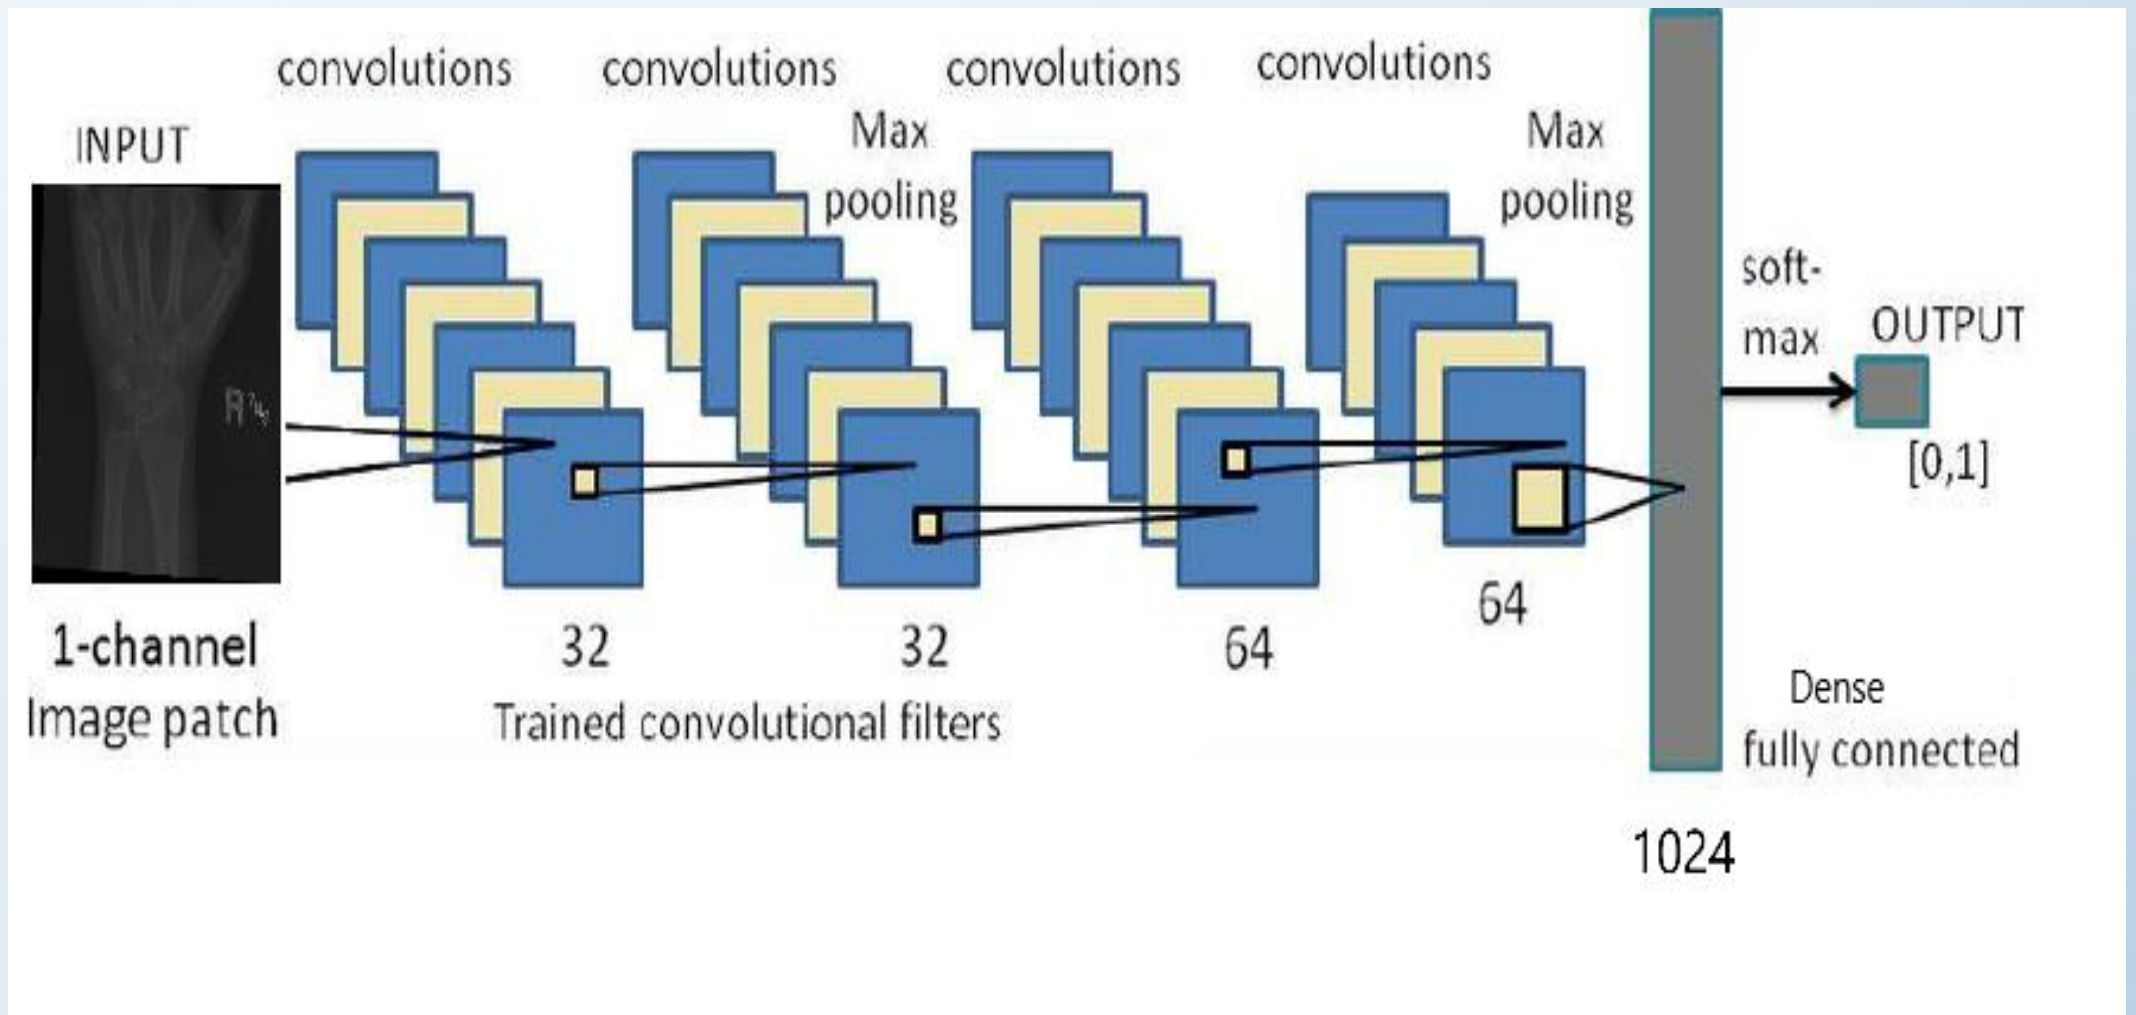 convolutions
convolutions
convolutions
convolutions
INPUT
Max
pooling
Max
pooling
soft-
max
OUTPUT
[0,1]
R
1-channel
Image patch
32
32
64
64
Trained convolutional filters
Dense
fully connected
1024